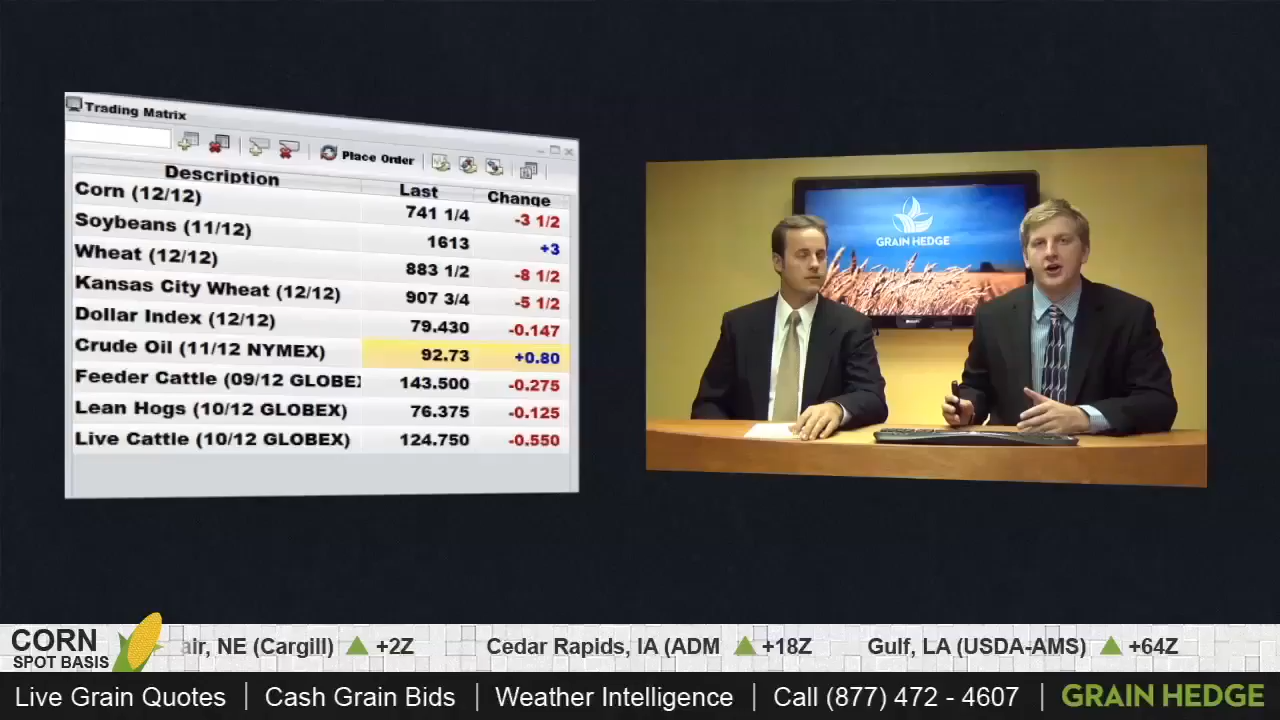 Trading Matrix
Place Order
Description Last Change
Corn (12/12) 741 1/4 -3 1/2
Soybeans (11/12) 1613 +3
Wheat (12/12) 883 1/2 -8 1/2
Kansas City Wheat (12/12) 907 3/4 -5 1/2
Dollar Index (12/12) 79.430 -0.147
Crude Oil (11/12 NYMEX) 92.73 +0.80
Feeder Cattle (09/12 GLOBEX 143.500 -0.275
Lean Hogs (10/12 GLOBEX) 76.375 -0.125
Live Cattle (10/12 GLOBEX) 124.750 -0.550
GRAIN HEDGE
CORN
SPOT BASIS
air, NE (Cargill) +2Z Cedar Rapids, IA (ADM +18Z Gulf, LA (USDA-AMS) +64Z
Live Grain Quotes | Cash Grain Bids | Weather Intelligence | Call (877) 472 - 4607 | GRAIN HEDGE